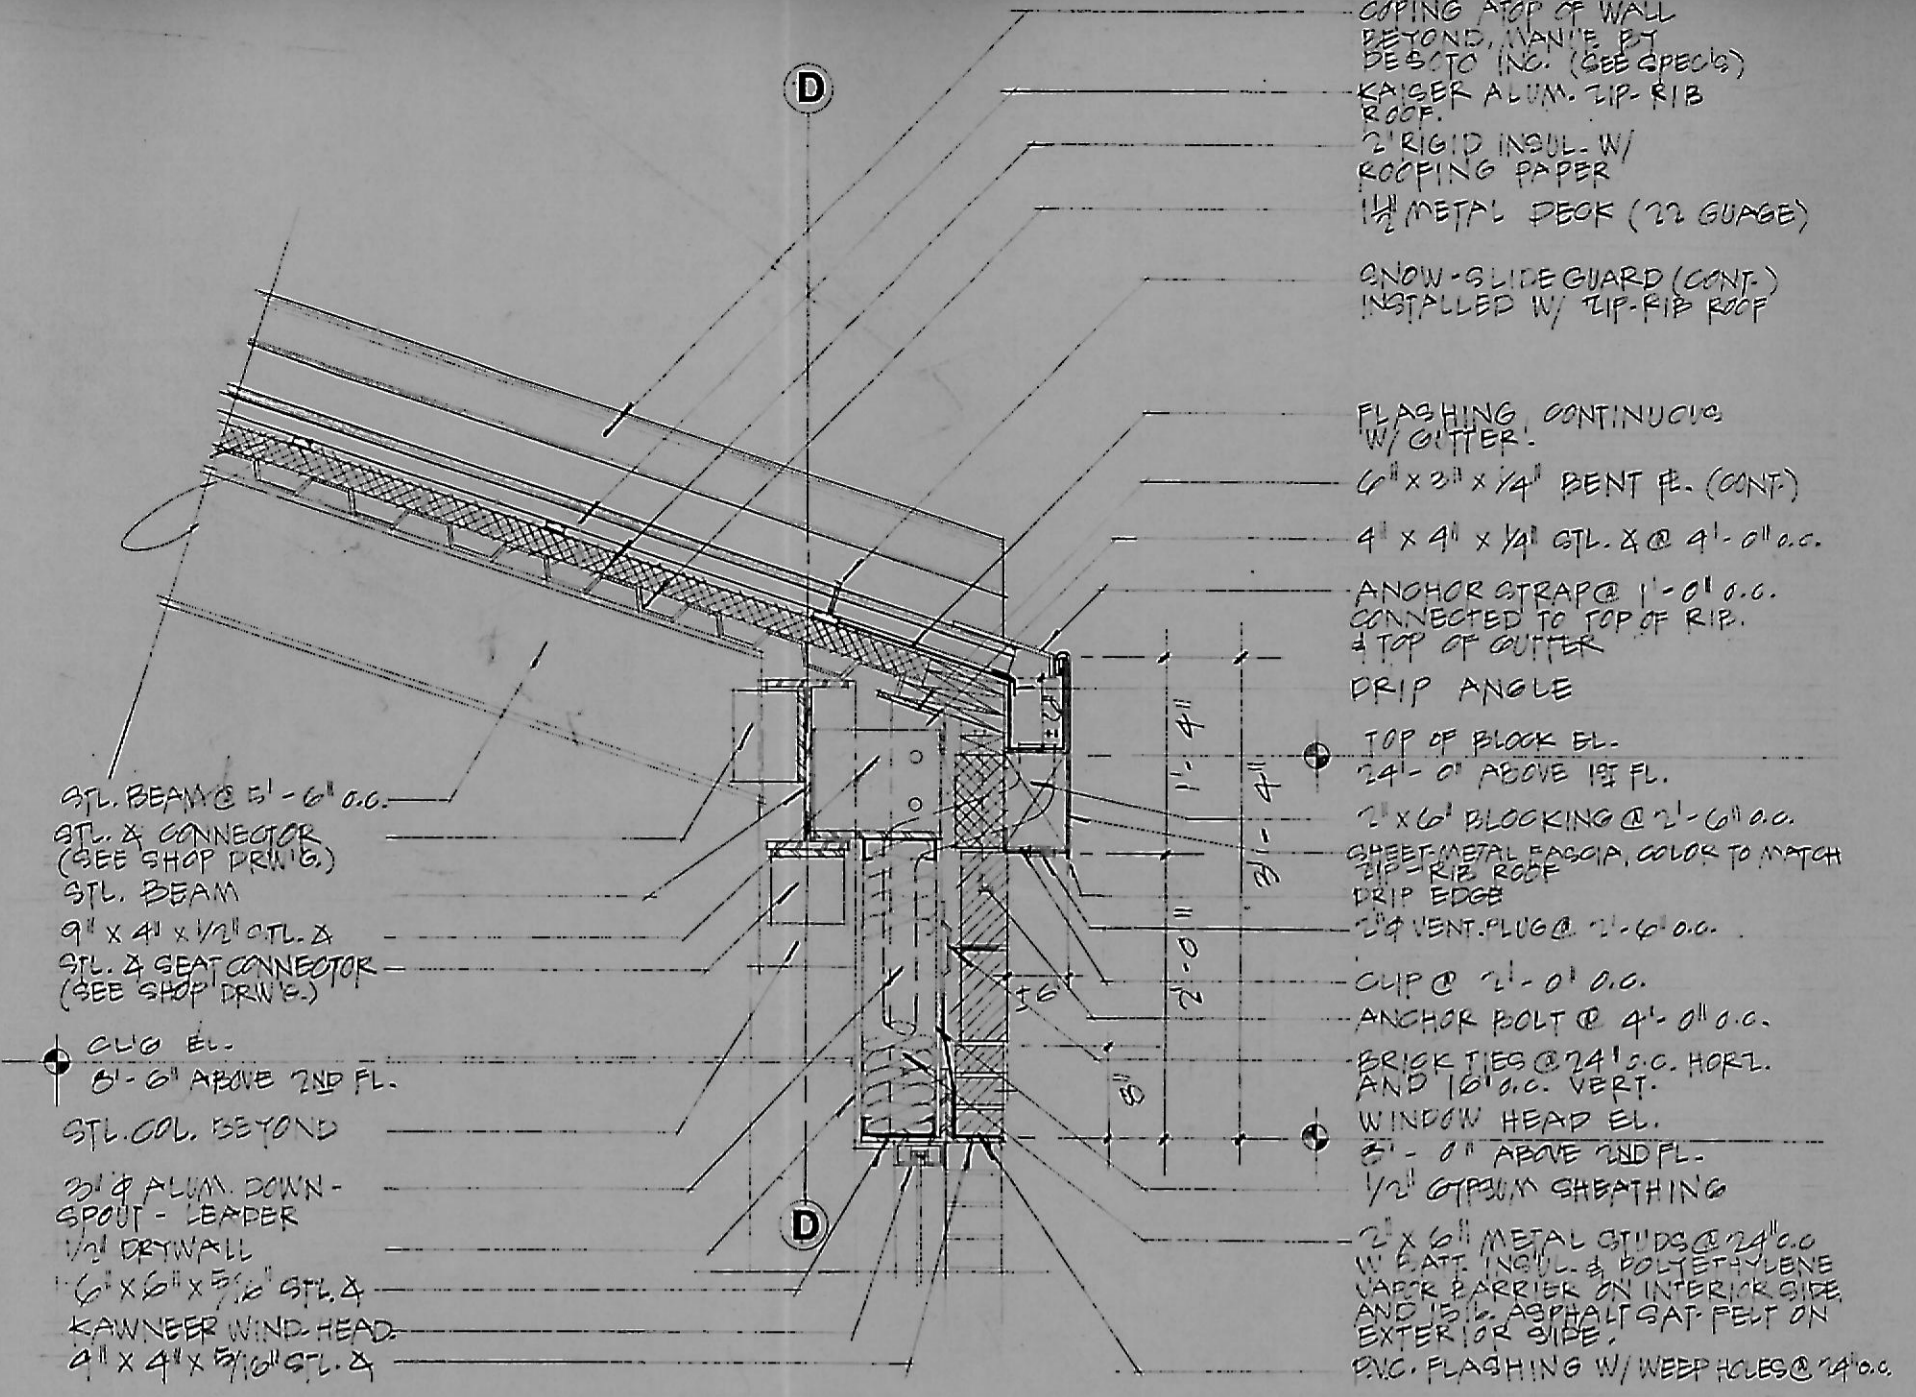 COPING ATOP OF WALL
BEYOND, MAN'F. BY
DESOTO INC. (SEE SPEC'S)
KAISER ALUM. ZIP-RIB
ROOF.
2" RIGID INSUL. W/
ROOFING PAPER
1½" METAL DECK (22 GUAGE)
SNOW-SLIDE GUARD (CONT.)
INSTALLED W/ ZIP-RIB ROOF
FLASHING, CONTINUOUS
W/ GUTTER.
6" X 3" X 1/4" BENT PL. (CONT.)
4" X 4" X 1/4" STL. ∡ @ 4'-0" O.C.
ANCHOR STRAP @ 1'-0" O.C.
CONNECTED TO TOP OF RIB.
& TOP OF GUTTER
DRIP ANGLE
TOP OF BLOCK EL.
24'-0" ABOVE 1ST FL.
2" X 6" BLOCKING @ 2'-6" O.C.
SHEET-METAL FASCIA, COLOR TO MATCH
ZIP-RIB ROOF
DRIP EDGE
2"⌀ VENT. PLUG @ 2'-6" O.C.
CLIP @ 2'-0" O.C.
ANCHOR BOLT @ 4'-0" O.C.
BRICK TIES @ 24" O.C. HORZ.
AND 16" O.C. VERT.
WINDOW HEAD EL.
8'-0" ABOVE 2ND FL.
1/2" GYPSUM SHEATHING
2" X 6" METAL STUDS @ 24" O.C
W/ BATT. INSUL. & POLYETHYLENE
VAPOR BARRIER ON INTERIOR SIDE
AND 15 lb. ASPHALT SAT. FELT ON
EXTERIOR SIDE.
P.V.C. FLASHING W/ WEEP HOLES @ 24" O.C.
D
STL. BEAM @ 5'-6" O.C.
STL. ∡ CONNECTOR
(SEE SHOP DRW'G.)
STL. BEAM
9" X 4" X 1/2" STL. ∡
STL. ∡ SEAT CONNECTOR
(SEE SHOP DRW'G.)
CL'G EL.
8'-6" ABOVE 2ND FL.
STL. COL. BEYOND
3"⌀ ALUM. DOWN-
SPOUT - LEADER
1/2" DRYWALL
6" X 6" X 5/16" STL. ∡
KAWNEER WIND. HEAD
4" X 4" X 5/16" STL. ∡
1'-4"
3'-4"
2'-0"
±6"
8"
D